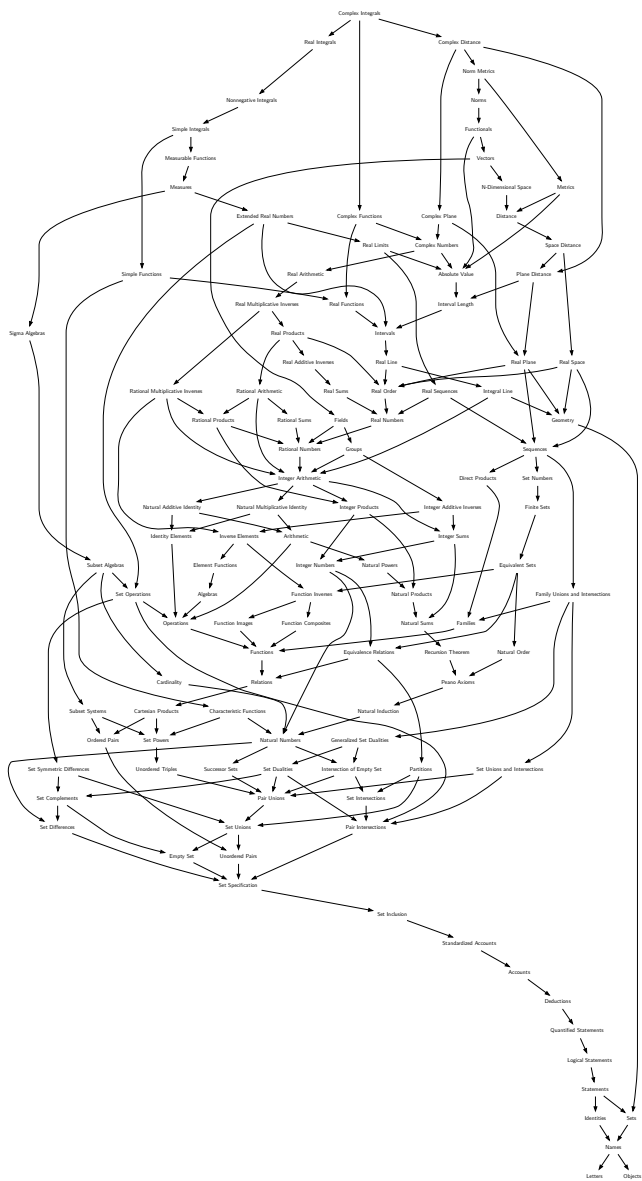 Complex Integrals
Real Integrals
Complex Distance
Norm Metrics
Nonnegative Integrals
Norms
Simple Integrals
Functionals
Measurable Functions
Vectors
Measures
N-Dimensional Space
Metrics
Extended Real Numbers
Complex Functions
Complex Plane
Distance
Real Limits
Complex Numbers
Space Distance
Simple Functions
Real Arithmetic
Absolute Value
Plane Distance
Real Multiplicative Inverses
Real Functions
Interval Length
Sigma Algebras
Real Products
Intervals
Real Additive Inverses
Real Line
Real Plane
Real Space
Rational Multiplicative Inverses
Rational Arithmetic
Real Sums
Real Order
Real Sequences
Integral Line
Rational Products
Rational Sums
Fields
Real Numbers
Geometry
Rational Numbers
Groups
Sequences
Integer Arithmetic
Direct Products
Set Numbers
Natural Additive Identity
Natural Multiplicative Identity
Integer Products
Integer Additive Inverses
Finite Sets
Identity Elements
Inverse Elements
Arithmetic
Integer Sums
Subset Algebras
Element Functions
Integer Numbers
Natural Powers
Equivalent Sets
Set Operations
Algebras
Function Inverses
Natural Products
Family Unions and Intersections
Operations
Function Images
Function Composites
Natural Sums
Families
Functions
Equivalence Relations
Recursion Theorem
Natural Order
Cardinality
Relations
Peano Axioms
Subset Systems
Cartesian Products
Characteristic Functions
Natural Induction
Ordered Pairs
Set Powers
Natural Numbers
Generalized Set Dualities
Set Symmetric Differences
Unordered Triples
Successor Sets
Set Dualities
Intersection of Empty Set
Partitions
Set Unions and Intersections
Set Complements
Pair Unions
Set Intersections
Set Differences
Set Unions
Pair Intersections
Empty Set
Unordered Pairs
Set Specification
Set Inclusion
Standardized Accounts
Accounts
Deductions
Quantified Statements
Logical Statements
Statements
Identities
Sets
Names
Letters
Objects